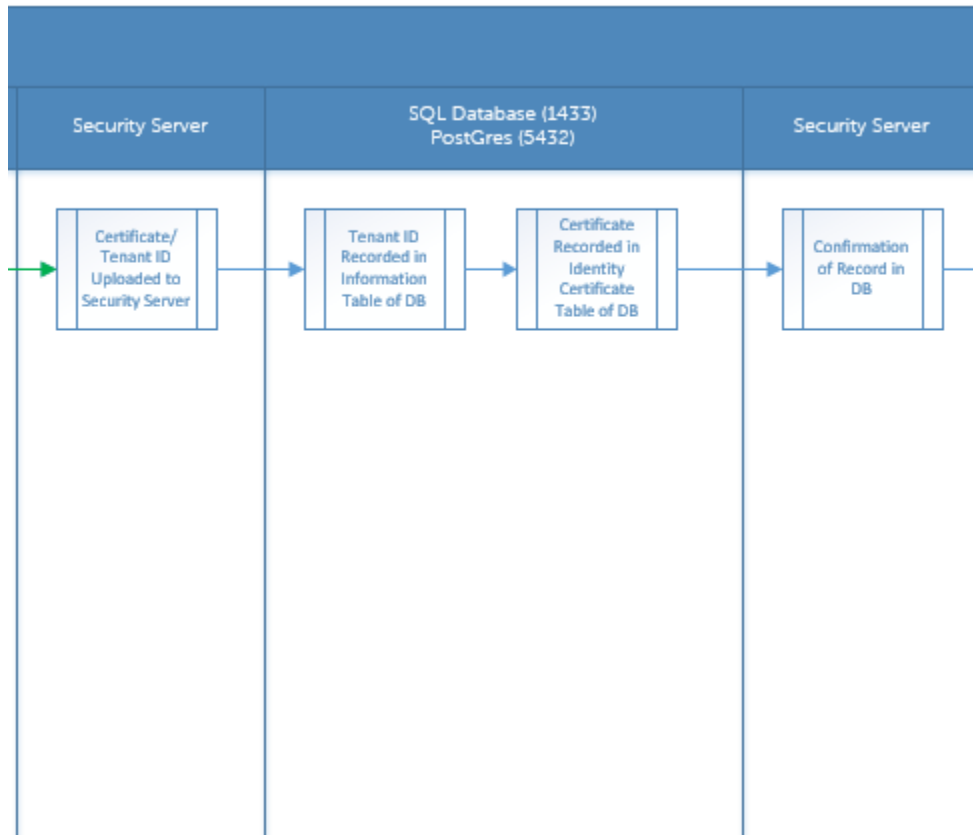 Security Server
SQL Database (1433)
PostGres (5432)
Security Server
Certificate/
Tenant ID
Uploaded to
Security Server
Tenant ID
Recorded in
Information
Table of DB
Certificate
Recorded in
Identity
Certificate
Table of DB
Confirmation
of Record in
DB